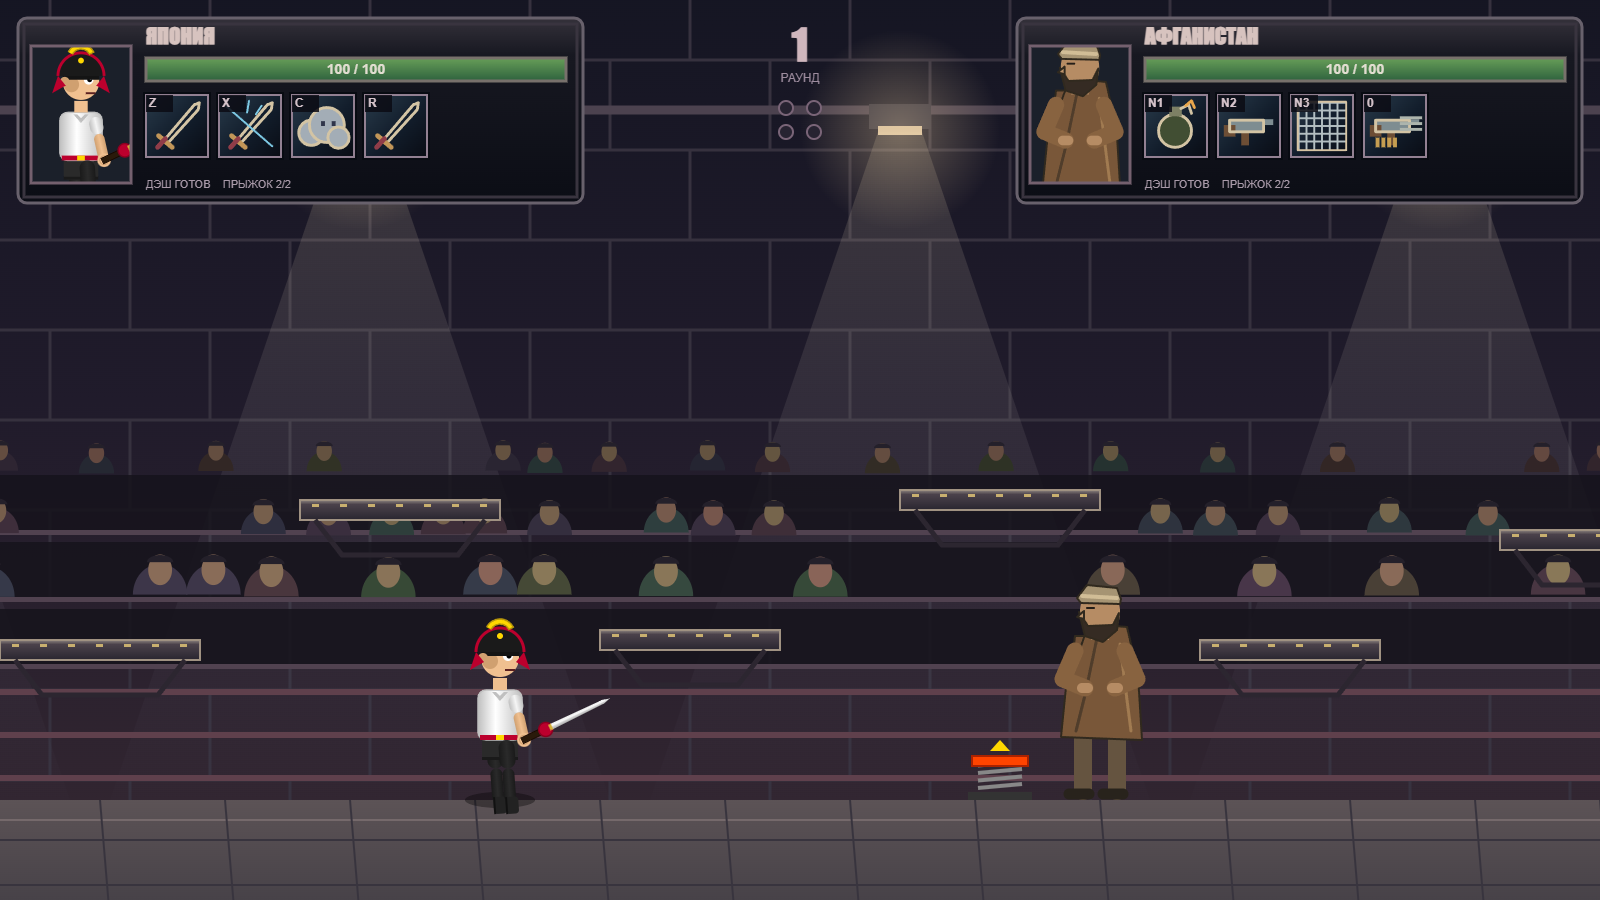 ЯПОНИЯ
100 / 100
Z X C R
ДЭШ ГОТОВ ПРЫЖОК 2/2
1
РАУНД
АФГАНИСТАН
100 / 100
N1 N2 N3 0
ДЭШ ГОТОВ ПРЫЖОК 2/2